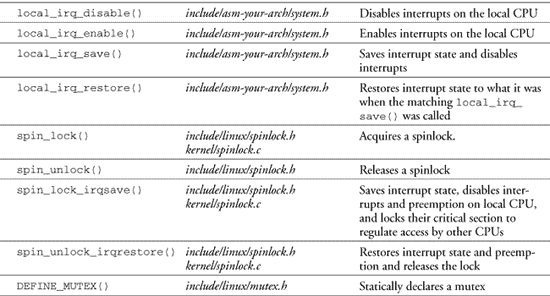 local_irq_disable() include/asm-your-arch/system.h Disables interrupts on the local CPU
local_irq_enable() include/asm-your-arch/system.h Enables interrupts on the local CPU
local_irq_save() include/asm-your-arch/system.h Saves interrupt state and disables
interrupts
local_irq_restore() include/asm-your-arch/system.h Restores interrupt state to what it was
when the matching local_irq_
save() was called
spin_lock() include/linux/spinlock.h Acquires a spinlock.
kernel/spinlock.c
spin_unlock() include/linux/spinlock.h Releases a spinlock
kernel/spinlock.c
spin_lock_irqsave() include/linux/spinlock.h Saves interrupt state, disables inter-
kernel/spinlock.c rupts and preemption on local CPU,
and locks their critical section to
regulate access by other CPUs
spin_unlock_irqrestore() include/linux/spinlock.h Restores interrupt state and preemp-
kernel/spinlock.c tion and releases the lock
DEFINE_MUTEX() include/linux/mutex.h Statically declares a mutex